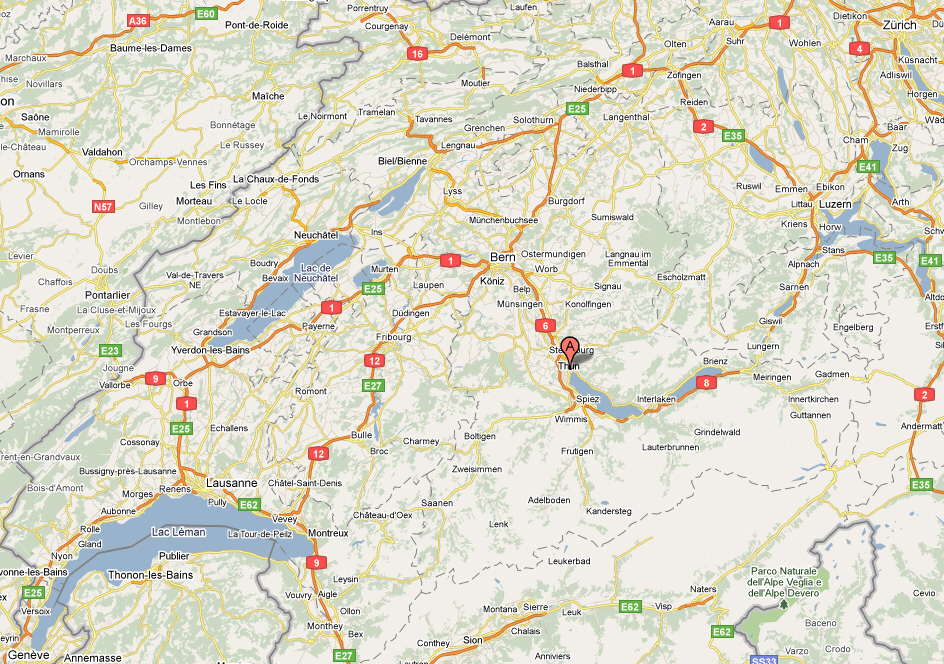 Porrentruy
Laufen
E60
A36
Pont-de-Roide
Courgenay
Aarau
1
Dietikon
Zürich
Baume-les-Dames
Delémont
Olten
Suhr
Wohlen
4
Marchaux
16
Balsthal
1
Zofingen
Küsnacht
Novillars
Moutier
Niederbipp
Adliswil
Maîche
Reiden
Horgen
Saône
Le Noirmont
Tramelan
Tavannes
Solothurn
E25
Langenthal
Mamirolle
Bonnétage
Grenchen
2
E35
Baar
le-Château
Le Russey
Lengnau
Cham
Zug
Valdahon
Orchamps-Vennes
Biel/Bienne
E41
Ornans
La Chaux-de-Fonds
Ruswil
Emmen
Ebikon
Les Fins
Lyss
Littau
Luzern
Arth
N57
Gilley
Morteau
Le Locle
Burgdorf
Montlebon
Münchenbuchsee
Sumiswald
Kriens
Horw
Neuchâtel
Ins
Stans
Levier
Boudry
Lac de
Neuchâtel
Murten
1
Bern
Ostermundigen
Langnau im
Emmental
Alpnach
E35
E41
Chaffois
Doubs
Val-de-Travers
NE
Bevaix
Laupen
Köniz
Worb
Escholzmatt
Pontarlier
E25
Belp
Signau
Sarnen
Frasne
La Cluse-et-Mijoux
Estavayer-le-Lac
1
Düdingen
Münsingen
Konolfingen
Les Fourgs
Payerne
Giswil
Engelberg
Montperreux
Grandson
Fribourg
6
E23
Yverdon-les-Bains
12
Lungern
Jougne
Thun
A
Brienz
Vallorbe
9
Orbe
E27
8
Meiringen
Gadmen
1
Romont
Spiez
Interlaken
Innertkirchen
2
E25
Echallens
Wimmis
Guttannen
Cossonay
Bulle
Charmey
Boltigen
Grindelwald
Andermatt
Broc
Frutigen
Lauterbrunnen
Bussigny-près-Lausanne
12
Zweisimmen
Bois-d'Amont
Renens
Lausanne
Châtel-Saint-Denis
E35
Morges
Pully
E62
Saanen
Adelboden
Aubonne
Château-d'Oex
Kandersteg
Rolle
Vevey
Lenk
Gland
Lac Léman
La Tour-de-Peilz
Montreux
Nyon
Publier
9
Leukerbad
Thonon-les-Bains
Leysin
Parco Naturale
dell'Alpe Veglia e
dell'Alpe Devero
E25
Vouvry
Aigle
Naters
Cevio
Versoix
Ollon
Montana
Sierre
Leuk
E62
Visp
Monthey
Bex
Chalais
E62
Baceno
Genève
Annemasse
E27
Conthey
Sion
Anniviers
Varzo
Crodo
SS33